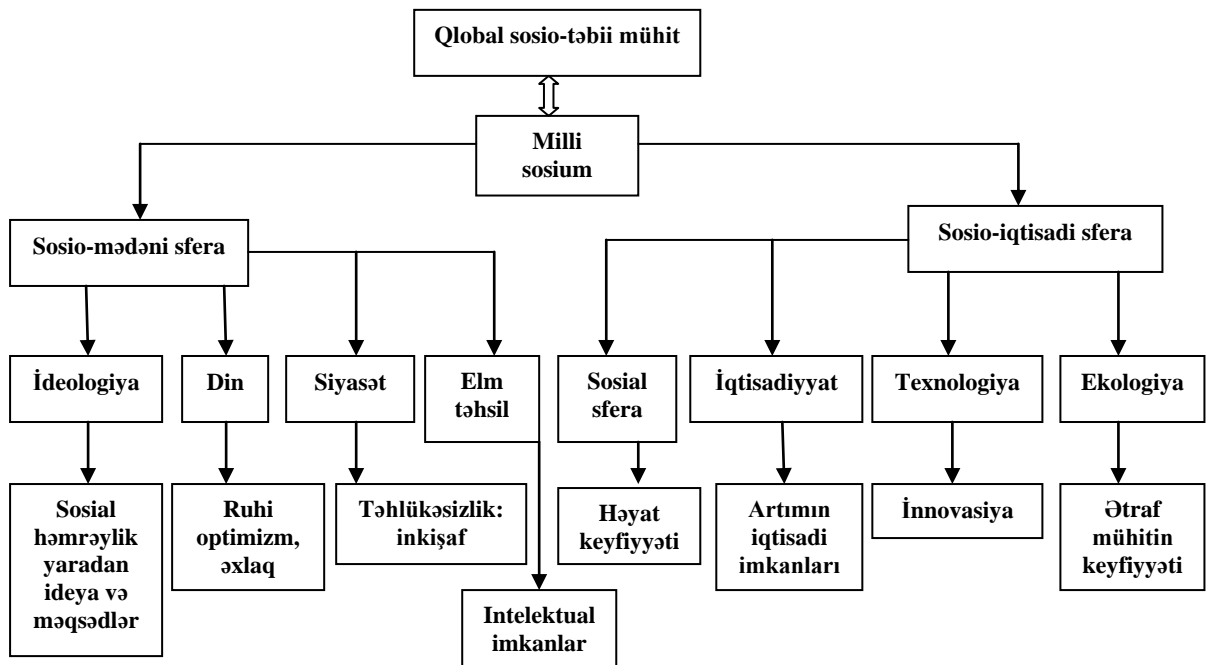 Qlobal sosio-təbii mühit
Milli
sosium
Sosio-mədəni sfera
Sosio-iqtisadi sfera
İdeologiya
Din
Siyasət
Elm
təhsil
Sosial
sfera
İqtisadiyyat
Texnologiya
Ekologiya
Sosial
həmrəylik
yaradan
ideya və
məqsədlər
Ruhi
optimizm,
əxlaq
Təhlükəsizlik:
inkişaf
Intelektual
imkanlar
Həyat
keyfiyyəti
Artımın
iqtisadi
imkanları
İnnovasiya
Ətraf
mühitin
keyfiyyəti